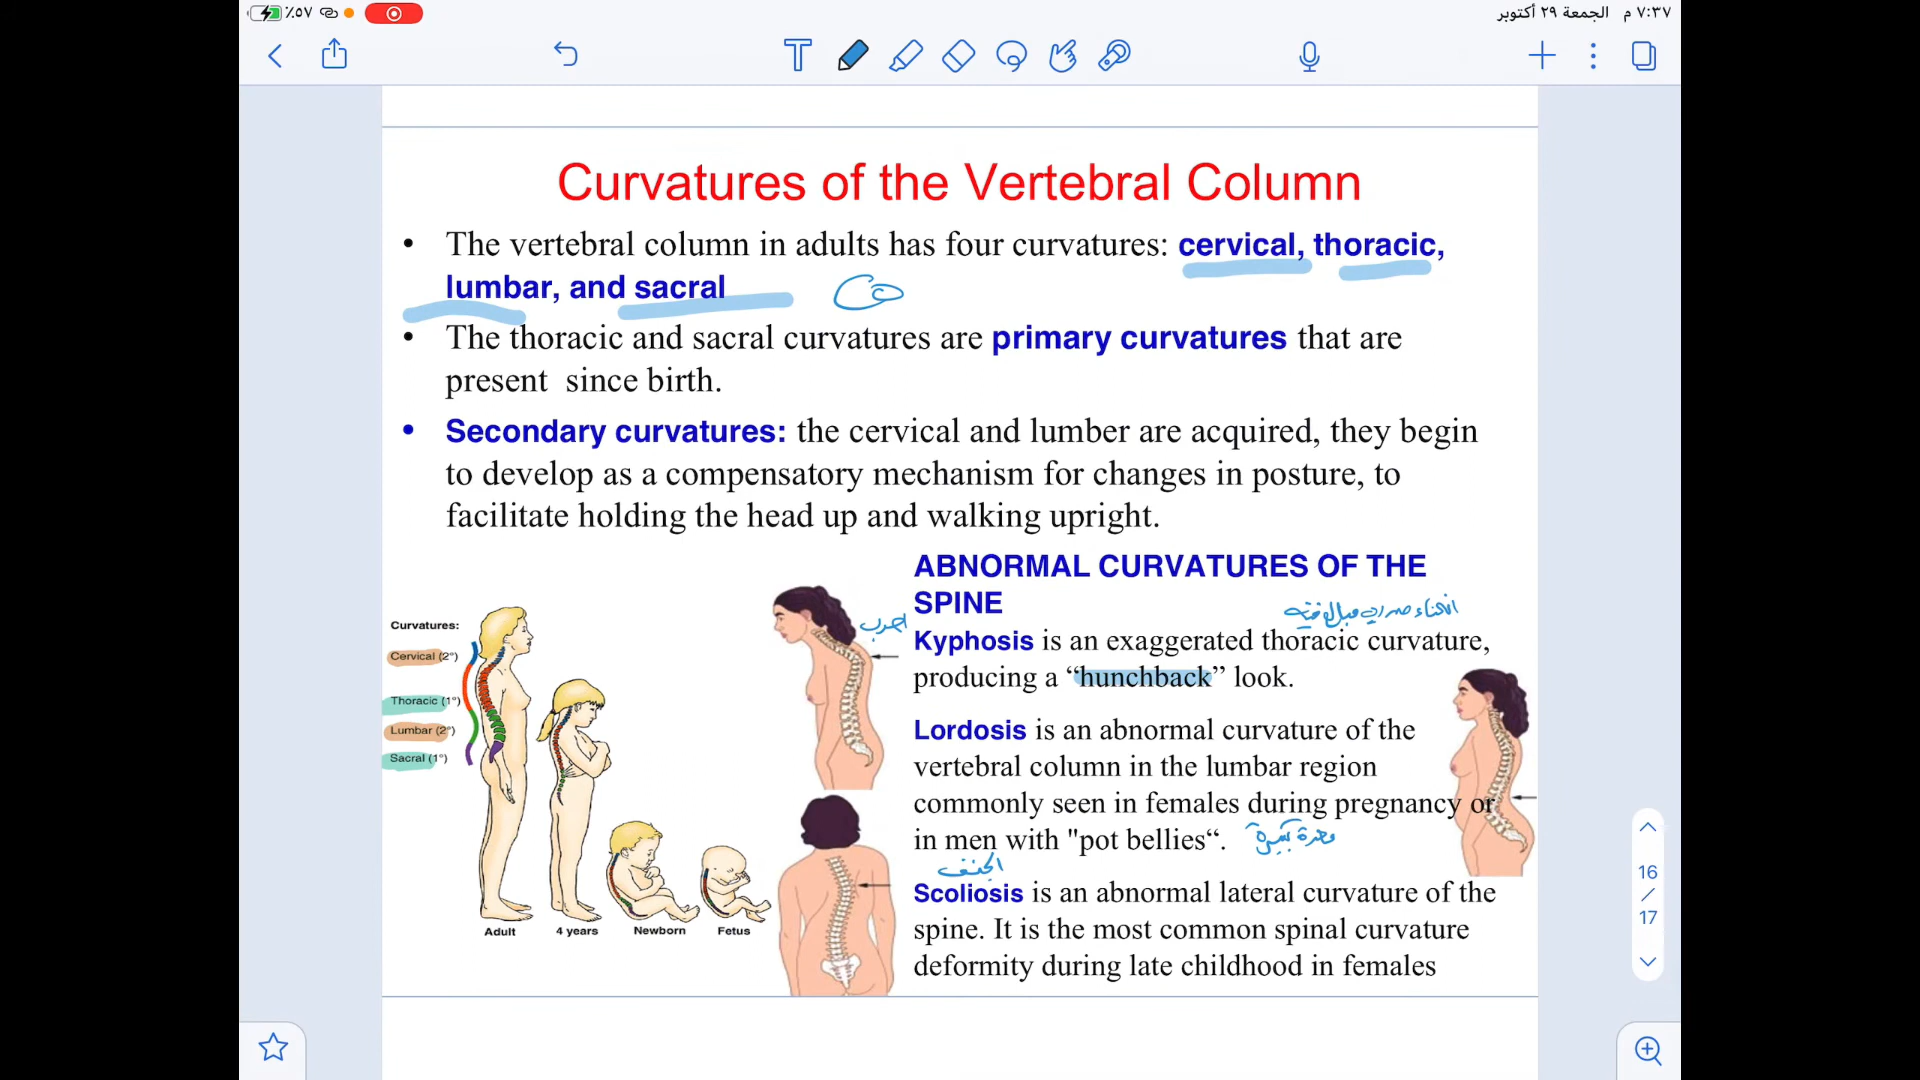 ٪٥٧
٧:٣٧ م الجمعة ٢٩ أكتوبر
Curvatures of the Vertebral Column
• The vertebral column in adults has four curvatures: cervical, thoracic,
lumbar, and sacral
• The thoracic and sacral curvatures are primary curvatures that are
present since birth.
• Secondary curvatures: the cervical and lumber are acquired, they begin
to develop as a compensatory mechanism for changes in posture, to
facilitate holding the head up and walking upright.
Curvatures:
Cervical (2°)
Thoracic (1°)
Lumbar (2°)
Sacral (1°)
Adult
4 years
Newborn
Fetus
ABNORMAL CURVATURES OF THE
SPINE
احدب
Kyphosis is an exaggerated thoracic curvature,
producing a “hunchback” look.
Lordosis is an abnormal curvature of the
vertebral column in the lumbar region
commonly seen in females during pregnancy or
in men with "pot bellies“.
الجنف
Scoliosis is an abnormal lateral curvature of the
spine. It is the most common spinal curvature
deformity during late childhood in females
16
/
17